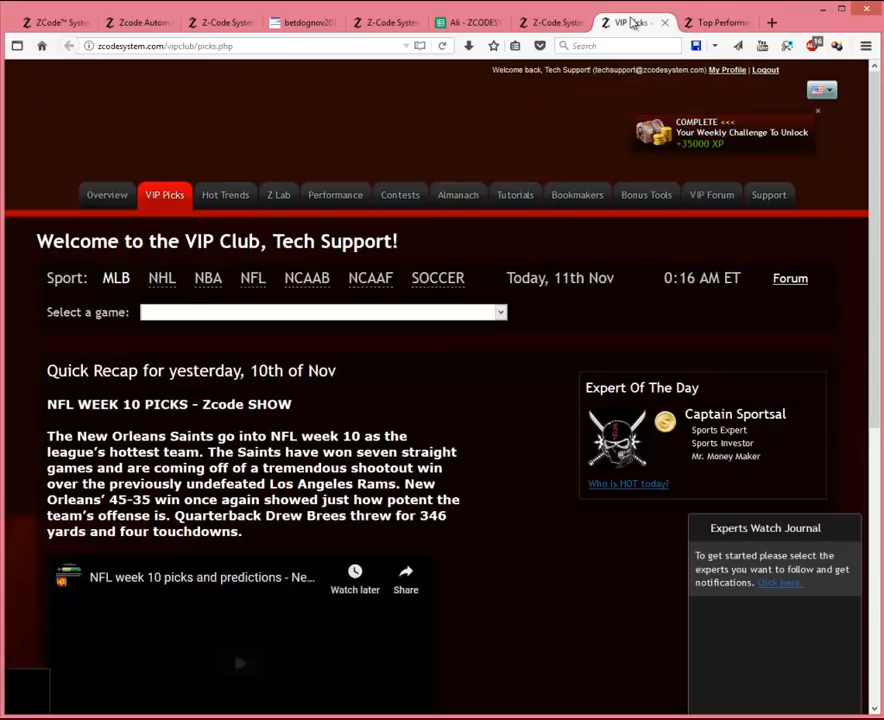 ZCode™ Syste
Zcode Autom
Z-Code System
betdognov201
Z-Code System
Ali - ZCODESY
Z-Code Syste
VIP Picks
Top Performi
zcodesystem.com/vipclub/picks.php
Search
16
Welcome back, Tech Support! (techsupport@zcodesystem.com) My Profile | Logout
COMPLETE <<<
Your Weekly Challenge To Unlock
+35000 XP
Overview
VIP Picks
Hot Trends
Z Lab
Performance
Contests
Almanach
Tutorials
Bookmakers
Bonus Tools
VIP Forum
Support
Welcome to the VIP Club, Tech Support!
Sport: MLB NHL NBA NFL NCAAB NCAAF SOCCER Today, 11th Nov 0:16 AM ET Forum
Select a game:
Quick Recap for yesterday, 10th of Nov
NFL WEEK 10 PICKS - Zcode SHOW
The New Orleans Saints go into NFL week 10 as the
league's hottest team. The Saints have won seven straight
games and are coming off of a tremendous shootout win
over the previously undefeated Los Angeles Rams. New
Orleans' 45-35 win once again showed just how potent the
team's offense is. Quarterback Drew Brees threw for 346
yards and four touchdowns.
NFL week 10 picks and predictions - Ne...
Watch later
Share
Expert Of The Day
Captain Sportsal
Sports Expert
Sports Investor
Mr. Money Maker
Who is HOT today?
Experts Watch Journal
To get started please select the
experts you want to follow and get
notifications. Click here.